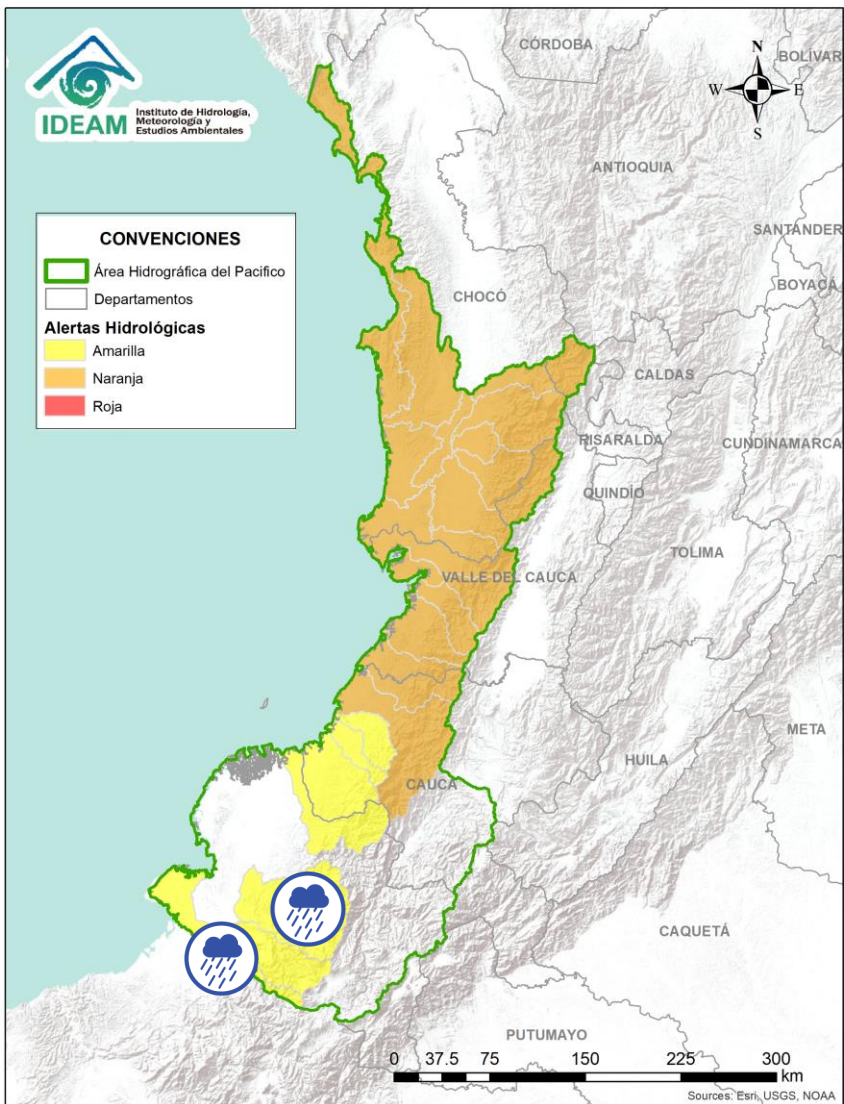 IDEAM
Instituto de Hidrología,
Meteorología y
Estudios Ambientales
CÓRDOBA
BOLÍVAR
N
W E
S
ANTIOQUIA
SANTANDER
BOYACÁ
CONVENCIONES
Área Hidrográfica del Pacifico
Departamentos
Alertas Hidrológicas
Amarilla
Naranja
Roja
CHOCÓ
CALDAS
RISARALDA
CUNDINAMARCA
QUINDÍO
TOLIMA
VALLE DEL CAUCA
META
HUILA
CAUCA
CAQUETÁ
PUTUMAYO
0 37.5 75 150 225 300
km
Sources: Esri, USGS, NOAA